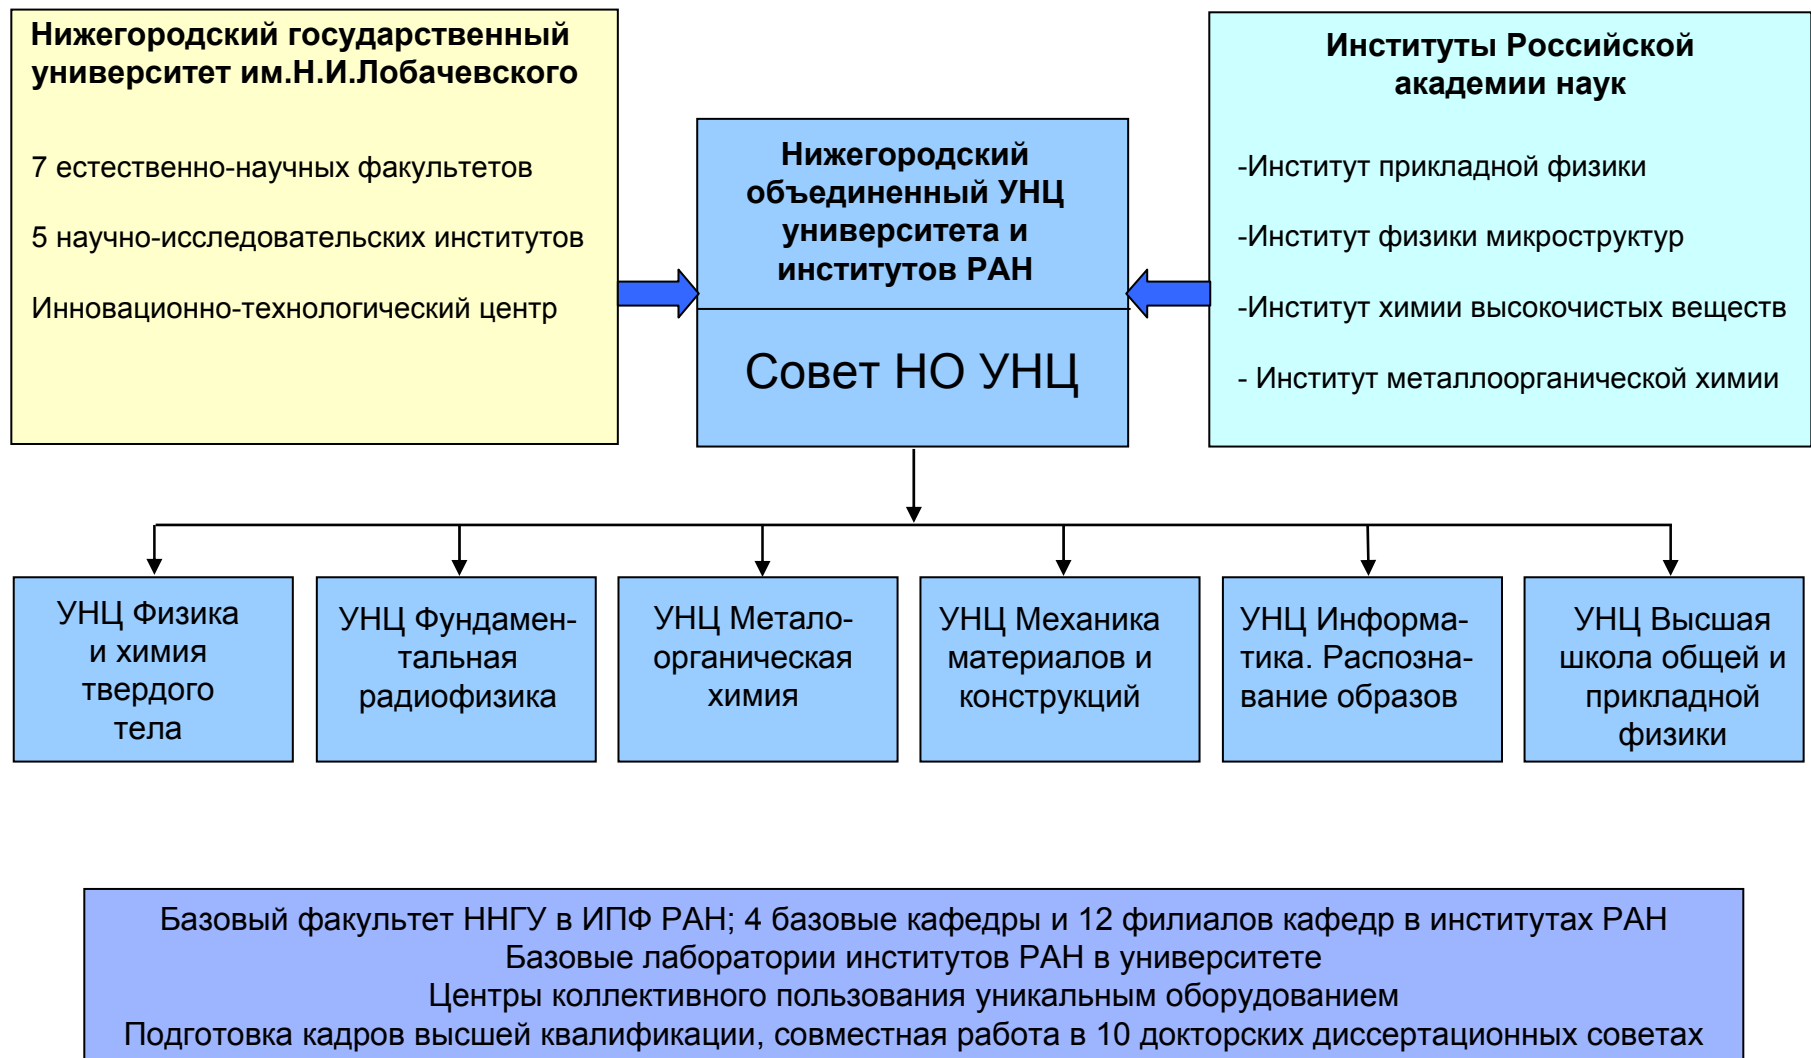 Нижегородский государственный
университет им.Н.И.Лобачевского
7 естественно-научных факультетов
5 научно-исследовательских институтов
Инновационно-технологический центр
Нижегородский
объединенный УНЦ
университета и
институтов РАН
Совет НО УНЦ
Институты Российской
академии наук
-Институт прикладной физики
-Институт физики микроструктур
-Институт химии высокочистых веществ
- Институт металлоорганической химии
УНЦ Физика
и химия
твердого
тела
УНЦ Фундамен-
тальная
радиофизика
УНЦ Метало-
органическая
химия
УНЦ Механика
материалов и
конструкций
УНЦ Информа-
тика. Распозна-
вание образов
УНЦ Высшая
школа общей и
прикладной
физики
Базовый факультет ННГУ в ИПФ РАН; 4 базовые кафедры и 12 филиалов кафедр в институтах РАН
Базовые лаборатории институтов РАН в университете
Центры коллективного пользования уникальным оборудованием
Подготовка кадров высшей квалификации, совместная работа в 10 докторских диссертационных советах